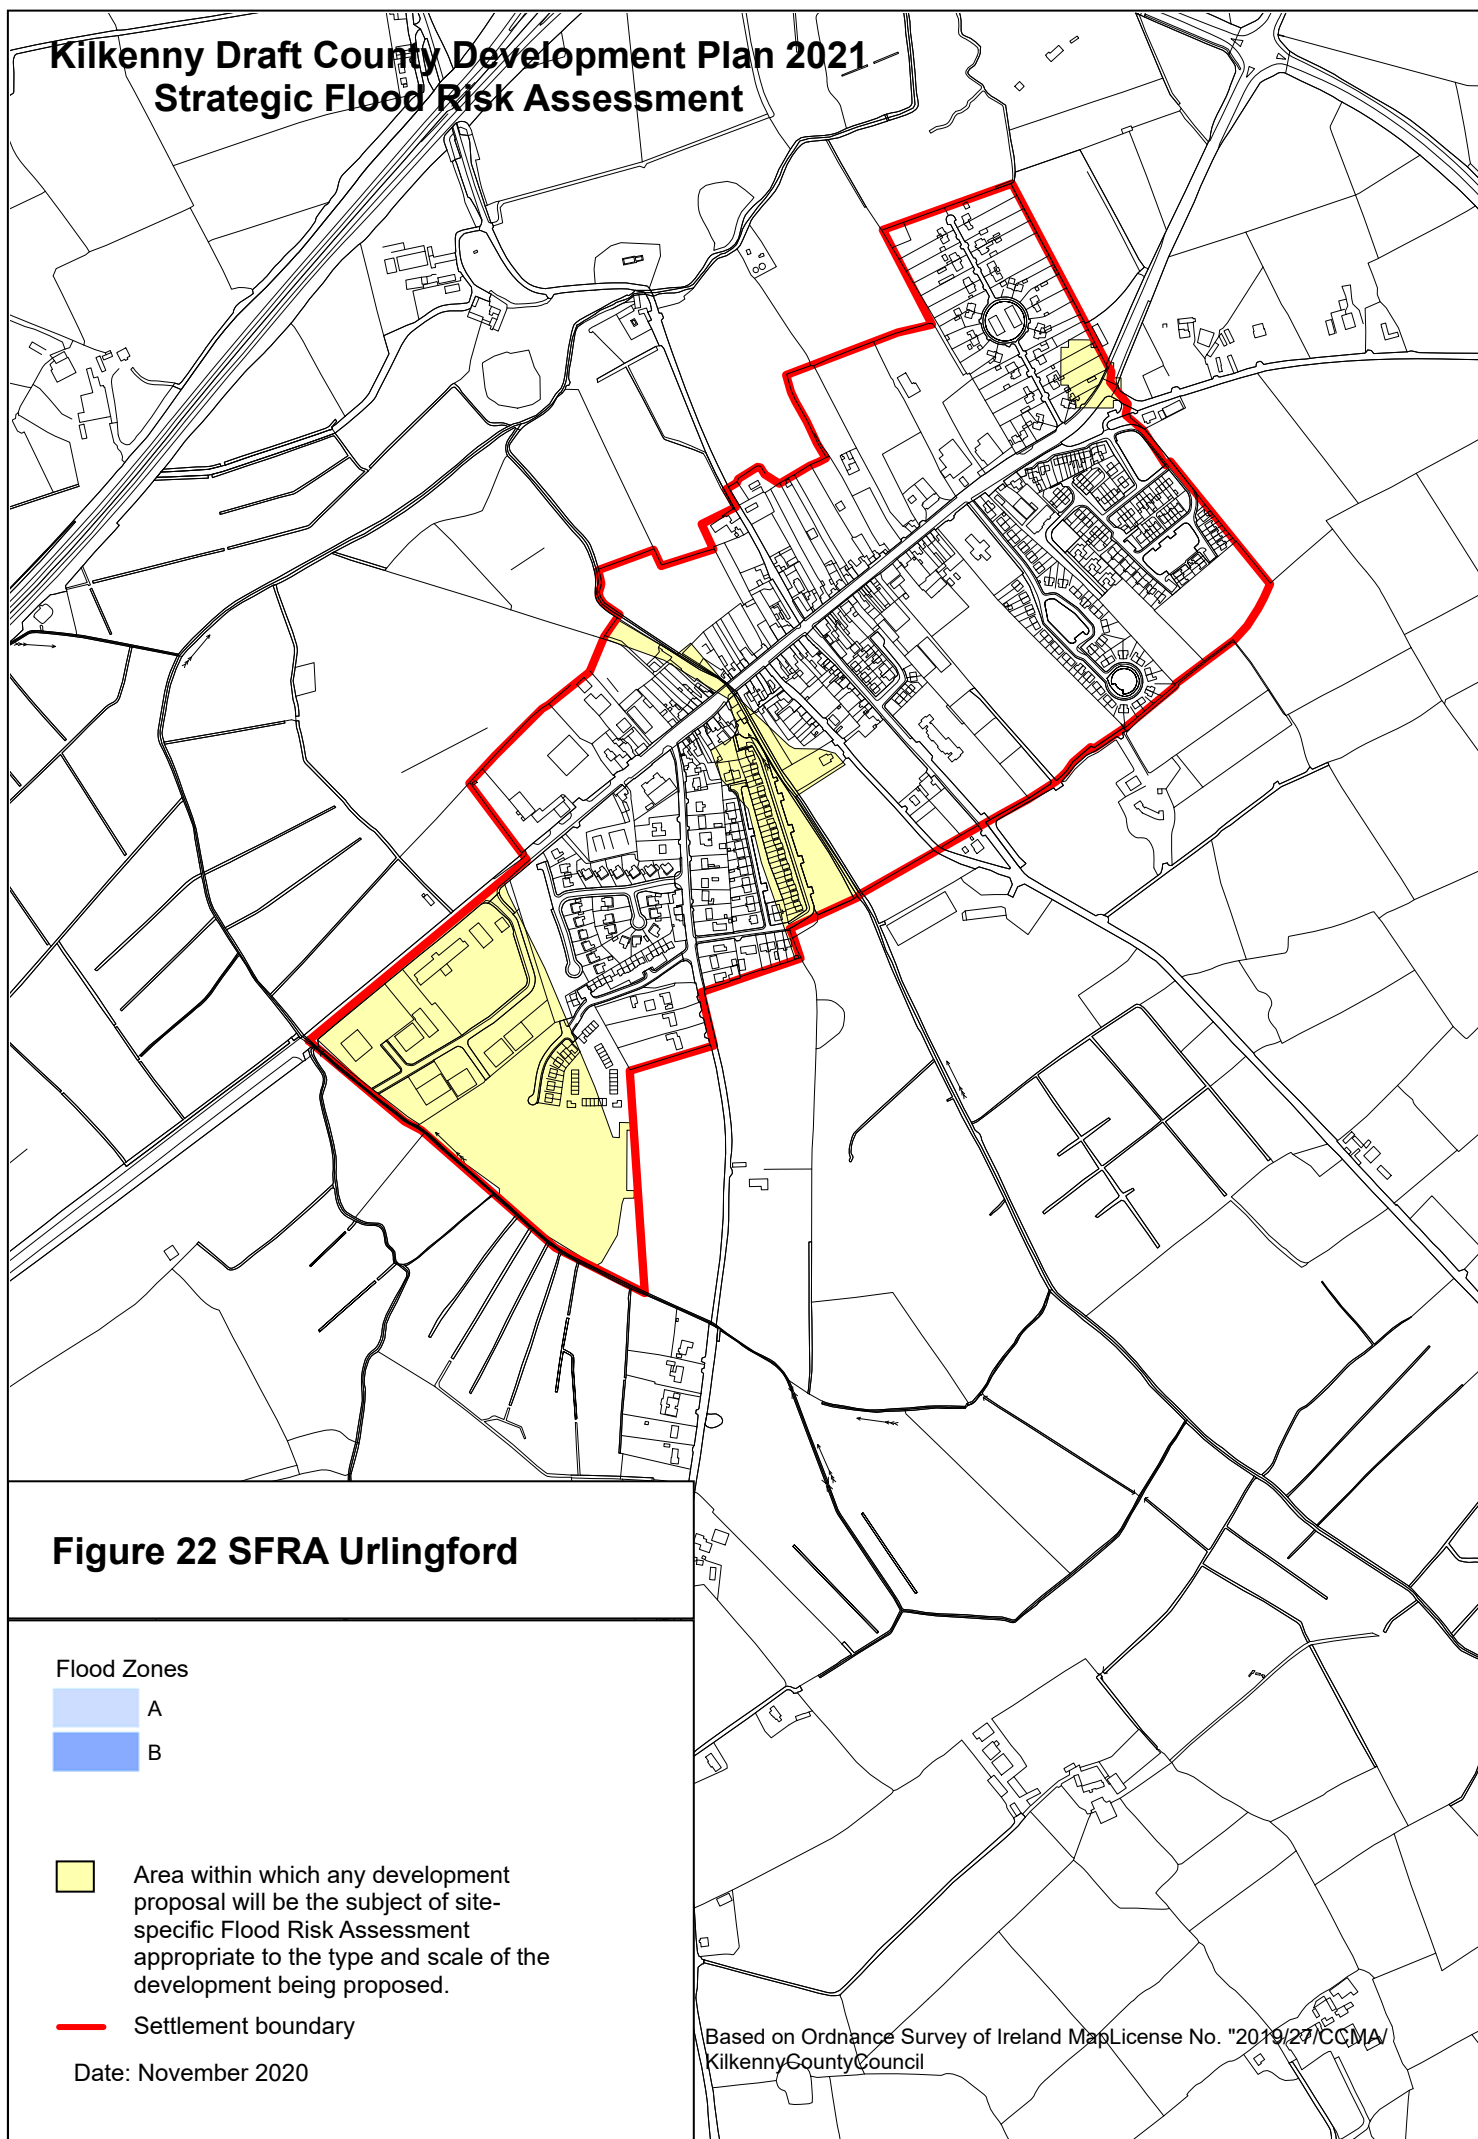 Kilkenny Draft County Development Plan 2021
Strategic Flood Risk Assessment
Figure 22 SFRA Urlingford
Flood Zones
A
B
Area within which any development
proposal will be the subject of site-
specific Flood Risk Assessment
appropriate to the type and scale of the
development being proposed.
Settlement boundary
Date: November 2020
Based on Ordnance Survey of Ireland MapLicense No. "2019/27/CCMA/
KilkennyCountyCouncil